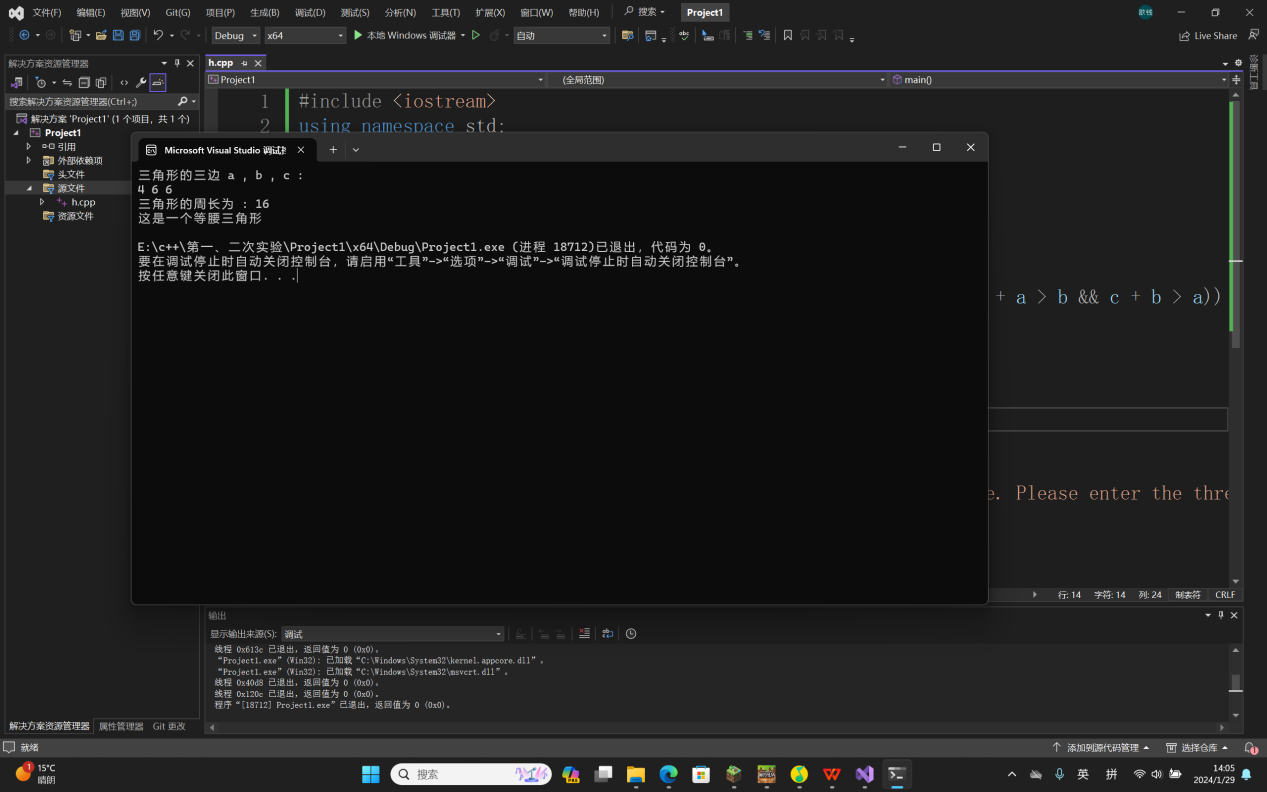 文件(F) 编辑(E) 视图(V) Git(G) 项目(P) 生成(B) 调试(D) 测试(S) 分析(N) 工具(T) 扩展(X) 窗口(W) 帮助(H) 搜索 Project1
Debug x64 本地 Windows 调试器 自动 Live Share
解决方案资源管理器
搜索解决方案资源管理器(Ctrl+;)
解决方案 'Project1' (1 个项目，共 1 个)
Project1
引用
外部依赖项
头文件
源文件
h.cpp
资源文件
h.cpp
Project1 (全局范围) main()
1 #include <iostream>
2 using namespace std;
Microsoft Visual Studio 调试控
三角形的三边 a , b , c :
4 6 6
三角形的周长为 : 16
这是一个等腰三角形
E:\c++\第一、二次实验\Project1\x64\Debug\Project1.exe (进程 18712)已退出，代码为 0。
要在调试停止时自动关闭控制台，请启用“工具”->“选项”->“调试”->“调试停止时自动关闭控制台”。
按任意键关闭此窗口. . .
+ a > b && c + b > a))
e. Please enter the thre
行: 14 字符: 14 列: 24 制表符 CRLF
诊断工具
输出
显示输出来源(S): 调试
线程 0x613c 已退出，返回值为 0 (0x0)。
“Project1.exe”(Win32): 已加载“C:\Windows\System32\kernel.appcore.dll”。
“Project1.exe”(Win32): 已加载“C:\Windows\System32\msvcrt.dll”。
线程 0x40d8 已退出，返回值为 0 (0x0)。
线程 0x120c 已退出，返回值为 0 (0x0)。
程序“[18712] Project1.exe”已退出，返回值为 0 (0x0)。
解决方案资源管理器 属性管理器 Git 更改
就绪 添加到源代码管理 选择仓库 1
1 15°C
晴朗
搜索
英 拼
14:05
2024/1/29